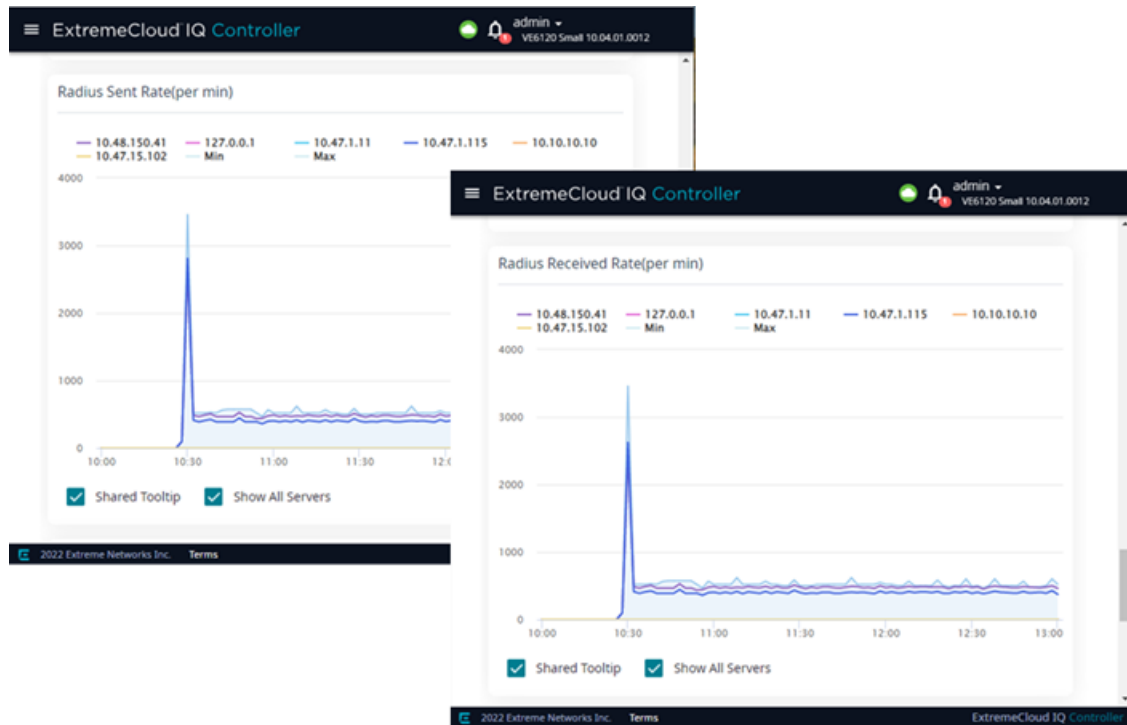 ExtremeCloud IQ Controller
admin
VE6120 Small 10.04.01.0012
Radius Sent Rate(per min)
10.48.150.41 127.0.0.1 10.47.1.11 10.47.1.115 10.10.10.10
10.47.15.102 Min Max
4000
3000
2000
1000
0
10:00 10:30 11:00 11:30
Shared Tooltip Show All Servers
2022 Extreme Networks Inc. Terms
ExtremeCloud IQ Controller
admin
VE6120 Small 10.04.01.0012
Radius Received Rate(per min)
10.48.150.41 127.0.0.1 10.47.1.11 10.47.1.115 10.10.10.10
10.47.15.102 Min Max
4000
3000
2000
1000
0
10:00 10:30 11:00 11:30 12:00 12:30 13:00
Shared Tooltip Show All Servers
2022 Extreme Networks Inc. Terms ExtremeCloud IQ Controller